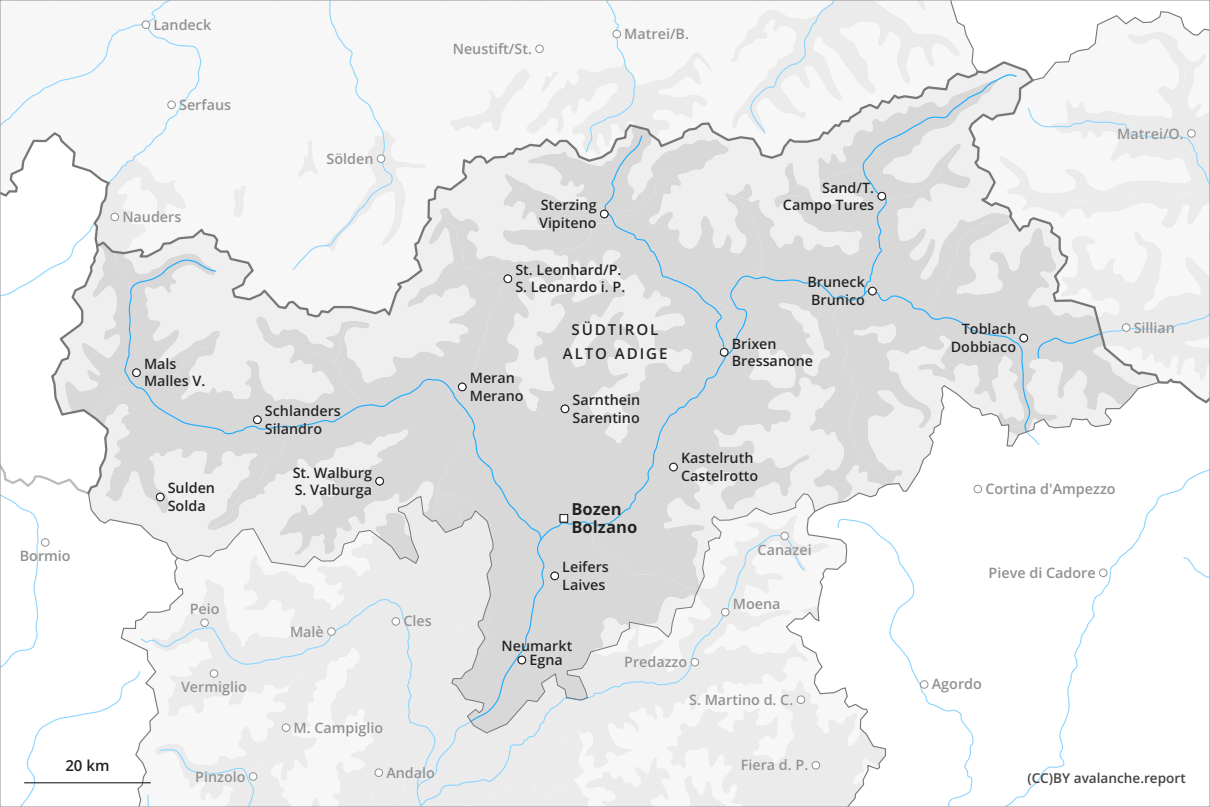 Landeck
Matrei/B.
Neustift/St.
Serfaus
Matrei/O.
Sölden
Sand/T.
Campo Tures
Sterzing
Vipiteno
Nauders
St. Leonhard/P.
S. Leonardo i. P.
Bruneck
Brunico
SÜDTIROL
ALTO ADIGE
Toblach
Dobbiaco
Sillian
Brixen
Bressanone
Mals
Malles V.
Meran
Merano
Sarnthein
Sarentino
Schlanders
Silandro
Kastelruth
Castelrotto
St. Walburg
S. Valburga
Sulden
Solda
Cortina d'Ampezzo
Bozen
Bolzano
Bormio
Canazei
Leifers
Laives
Pieve di Cadore
Peio
Moena
Cles
Malè
Neumarkt
Egna
Predazzo
Vermiglio
Agordo
S. Martino d. C.
M. Campiglio
Fiera d. P.
20 km
Pinzolo
Andalo
(CC)BY avalanche.report